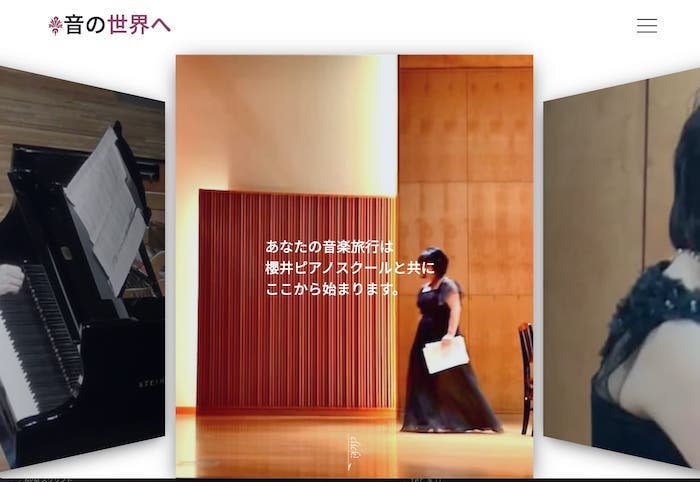 音の世界へ
あなたの音楽旅行は
櫻井ピアノスクールと共に
ここから始まります。
click!